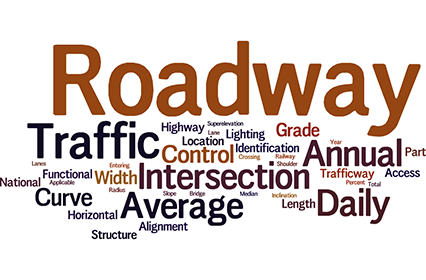 Roadway
Superelevation
Traffic Highway Lane Lighting Grade
Location Year
Lanes Entering Control Identification Annual Part
Crossing Railway
National Functional Width Intersection Shoulder Trafficway Access
Applicable Percent Total
Radius Slope Bridge Median Inclination
Curve Average Length Daily
Horizontal
Alignment
Structure